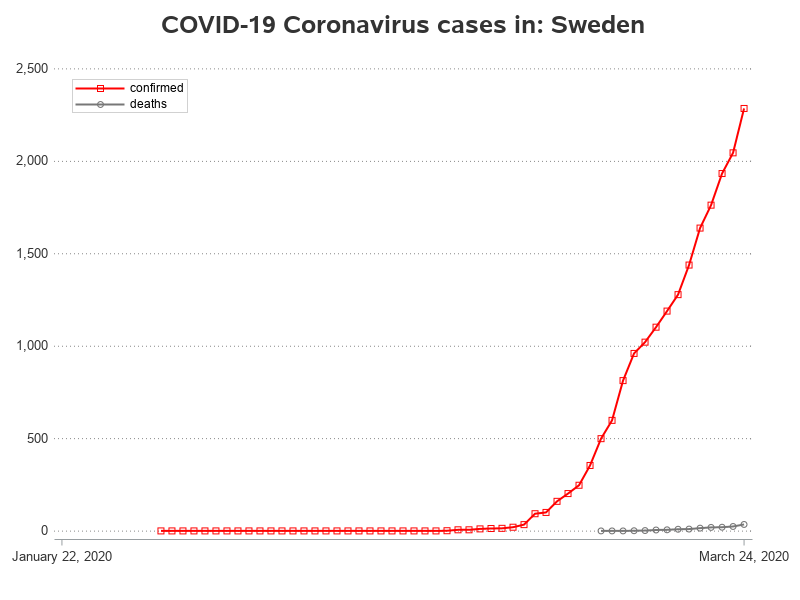 COVID-19 Coronavirus cases in: Sweden
2,500
confirmed
deaths
2,000
1,500
1,000
500
0
January 22, 2020
March 24, 2020